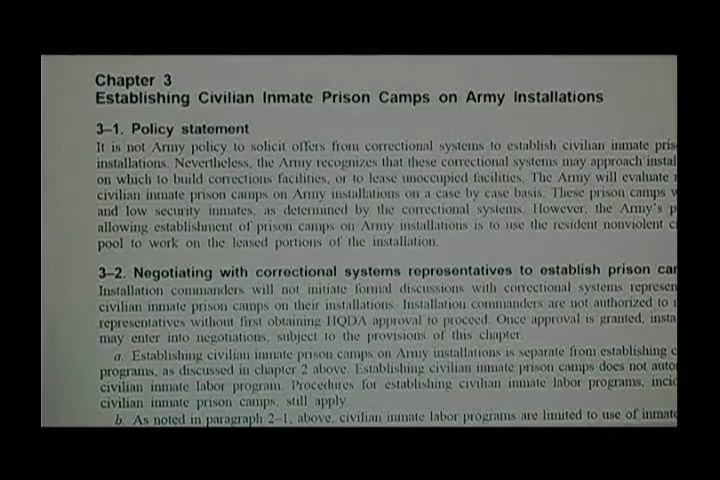 Chapter 3
Establishing Civilian Inmate Prison Camps on Army Installations
3–1. Policy statement
It is not Army policy to solicit offers from correctional systems to establish civilian inmate pris
installations. Nevertheless, the Army recognizes that these correctional systems may approach instal
on which to build corrections facilities, or to lease unoccupied facilities. The Army will evaluate
civilian inmate prison camps on Army installations on a case by case basis. These prison camps w
and low security inmates, as determined by the correctional systems. However, the Army's p
allowing establishment of prison camps on Army installations is to use the resident nonviolent c
pool to work on the leased portions of the installation.
3–2. Negotiating with correctional systems representatives to establish prison car
Installation commanders will not initiate formal discussions with correctional systems represen
civilian inmate prison camps on their installations. Installation commanders are not authorized to
representatives without first obtaining HQDA approval to proceed. Once approval is granted, insta
may enter into negotiations, subject to the provisions of this chapter.
a. Establishing civilian inmate prison camps on Army installations is separate from establishing c
programs, as discussed in chapter 2 above. Establishing civilian inmate prison camps does not auto
civilian inmate labor program. Procedures for establishing civilian inmate labor programs, inci
civilian inmate prison camps, still apply
b. As noted in paragraph 2–1, above, civilian inmate labor programs are limited to use of inmate